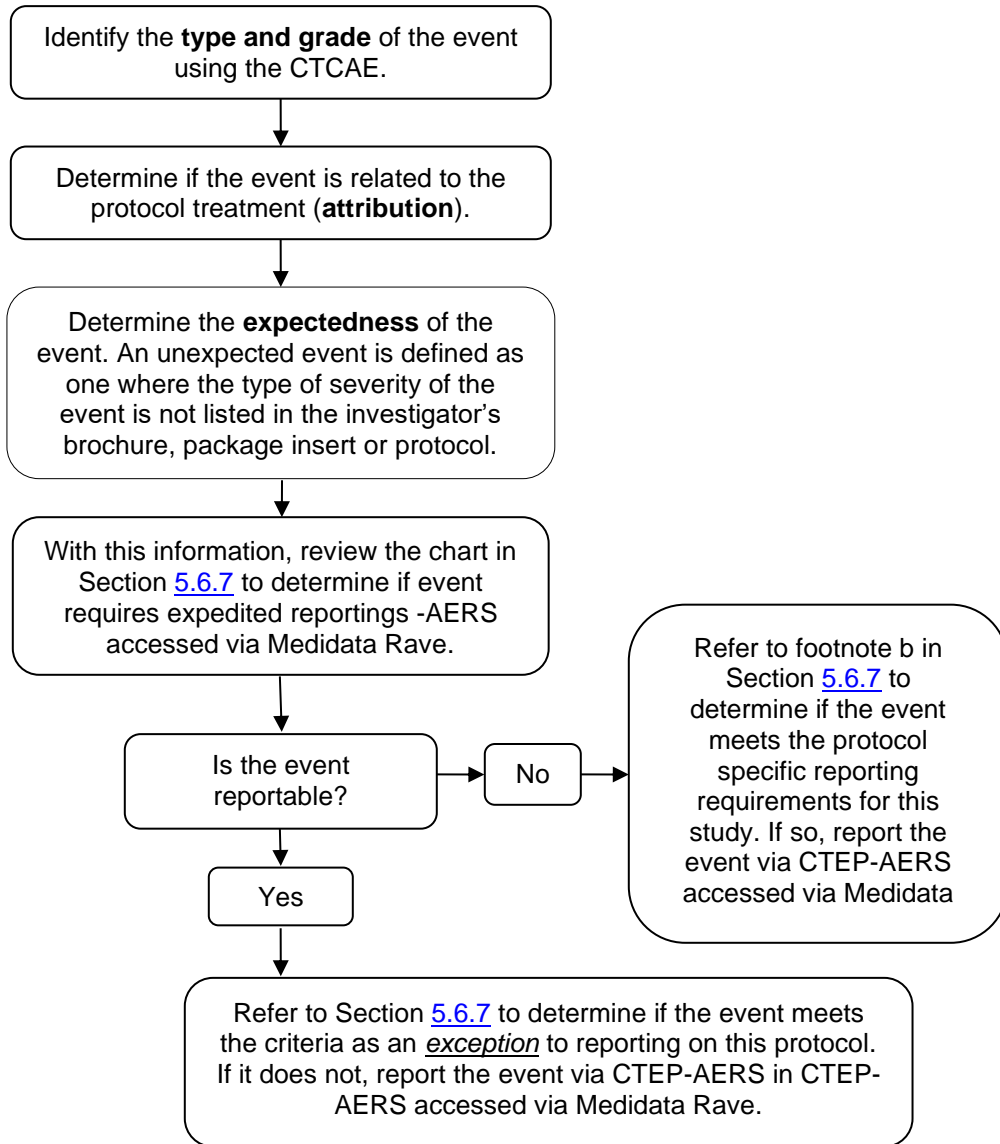 Identify the type and grade of the event
using the CTCAE.
Determine if the event is related to the
protocol treatment (attribution).
Determine the expectedness of the
event. An unexpected event is defined as
one where the type of severity of the
event is not listed in the investigator's
brochure, package insert or protocol.
With this information, review the chart in
Section 5.6.7 to determine if event
requires expedited reportings -AERS
accessed via Medidata Rave.
Is the event
reportable?
No
Refer to footnote b in
Section 5.6.7 to
determine if the event
meets the protocol
specific reporting
requirements for this
study. If so, report the
event via CTEP-AERS
accessed via Medidata
Yes
Refer to Section 5.6.7 to determine if the event meets
the criteria as an exception to reporting on this protocol.
If it does not, report the event via CTEP-AERS in CTEP-
AERS accessed via Medidata Rave.